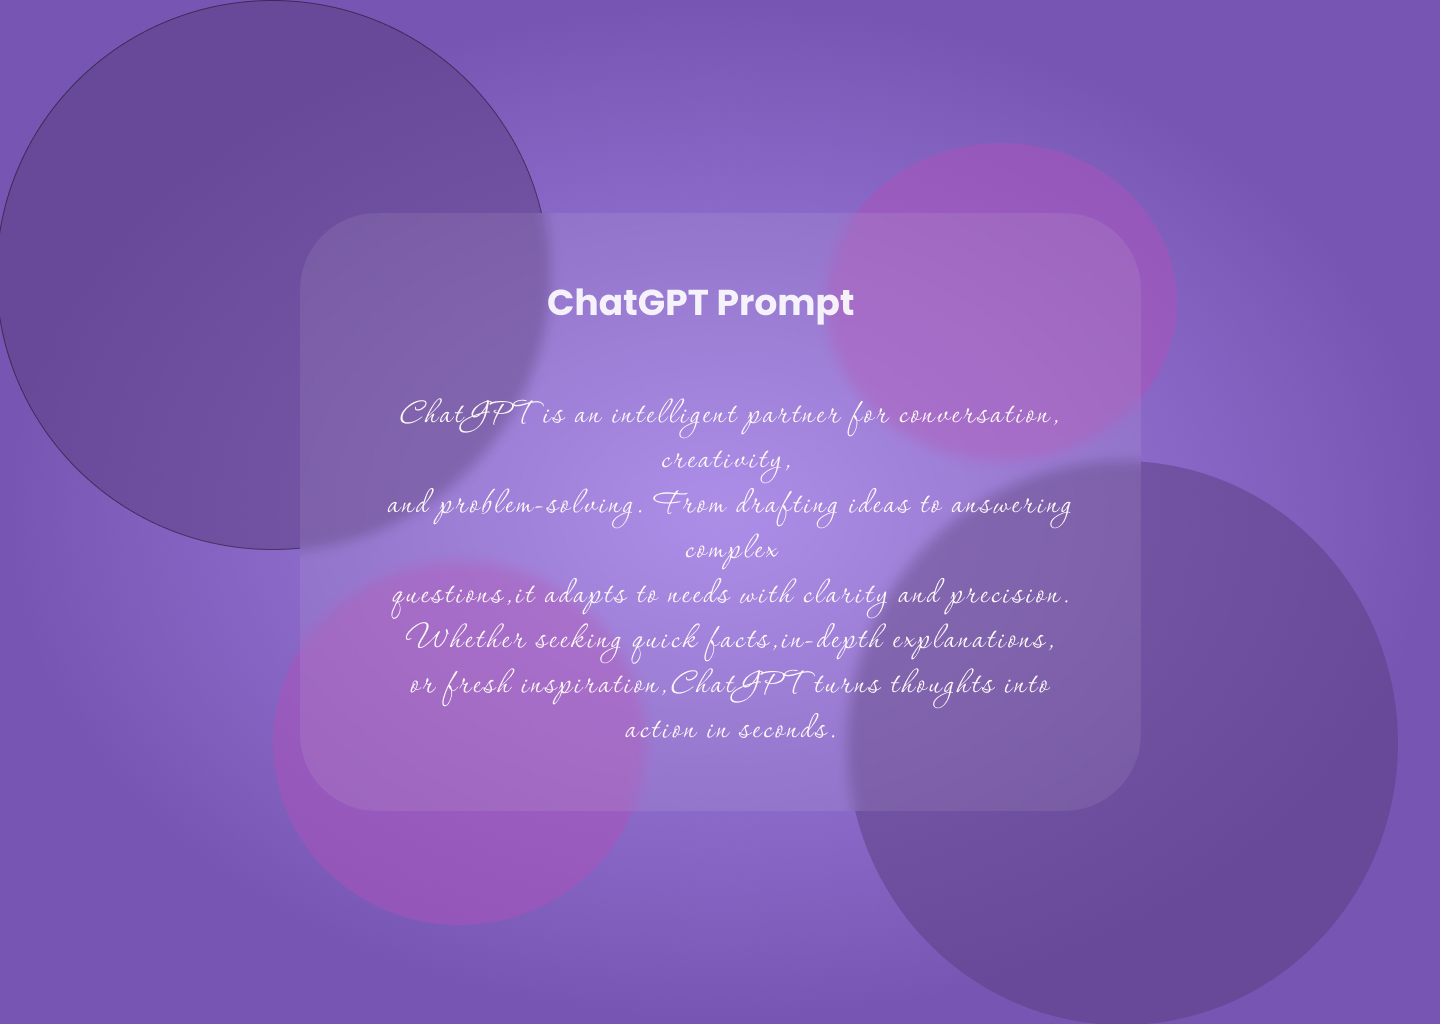 ChatGPT Prompt
ChatGPT is an intelligent partner for conversation,
creativity,
and problem-solving. From drafting ideas to answering
complex
questions,it adapts to needs with clarity and precision.
Whether seeking quick facts,in-depth explanations,
or fresh inspiration,ChatGPT turns thoughts into
action in seconds.